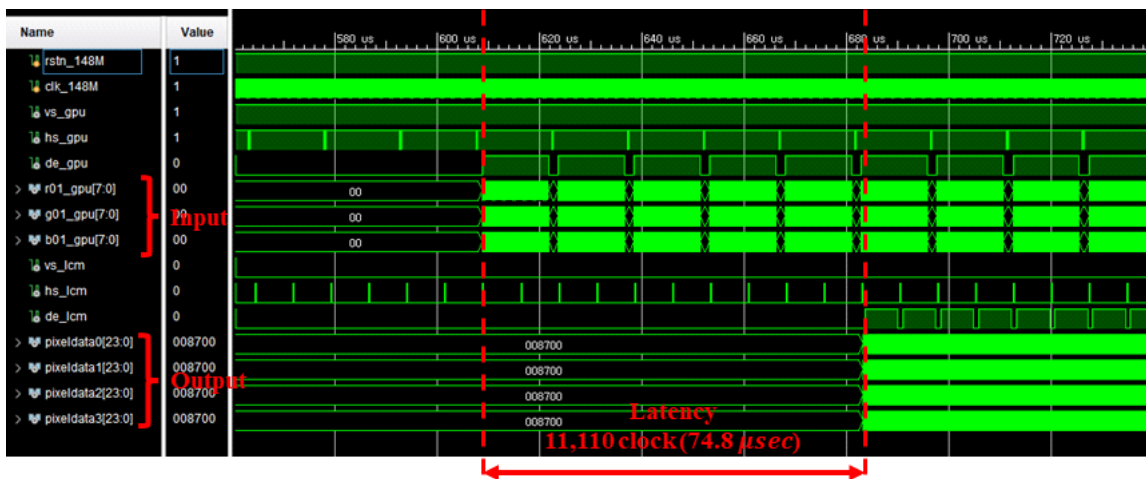 Name Value
580 us 600 us 620 us 640 us 660 us 680 us 700 us 720 us
rstn_148M 1
clk_148M 1
vs_gpu 1
hs_gpu 1
de_gpu 0
r01_gpu[7:0] 00 00
g01_gpu[7:0] 00 00
Input
b01_gpu[7:0] 00 00
vs_lcm 0
hs_lcm 0
de_lcm 0
pixeldata0[23:0] 008700 008700
pixeldata1[23:0] 008700 008700
Output
pixeldata2[23:0] 008700 008700
pixeldata3[23:0] 008700 008700
Latency
11,110 clock (74.8 μsec)